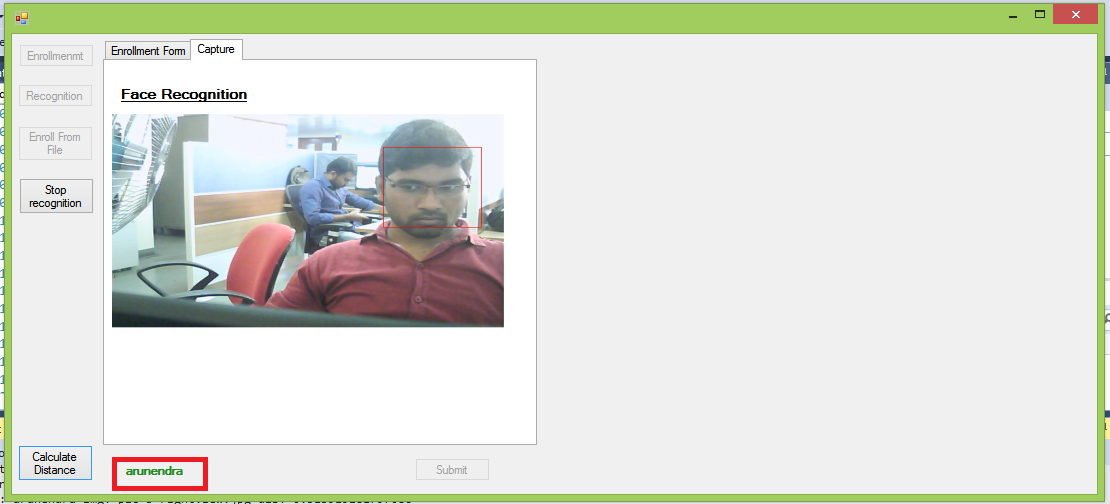 Enrollmenmt
Enrollment Form
Capture
Recognition
Face Recognition
Enroll From
File
Stop
recognition
Calculate
Distance
arunendra
Submit